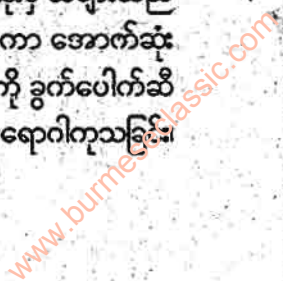 ကာ အောက်ဆုံး
ကို ခွက်ပေါက်ဆီ
ရောဂါကုသခြင်း၊
www.burmeseclassic.com